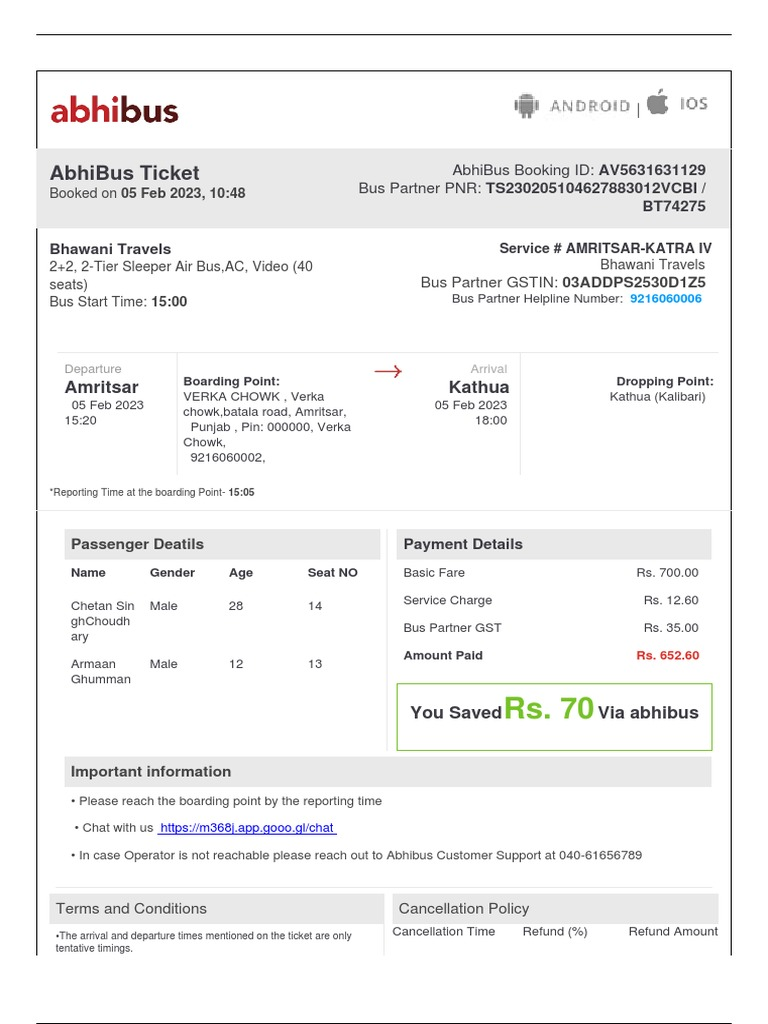 abhibus
ANDROID | IOS
AbhiBus Ticket
Booked on 05 Feb 2023, 10:48
AbhiBus Booking ID: AV5631631129
Bus Partner PNR: TS230205104627883012VCBI /
BT74275
Bhawani Travels
2+2, 2-Tier Sleeper Air Bus,AC, Video (40
seats)
Bus Start Time: 15:00
Service # AMRITSAR-KATRA IV
Bhawani Travels
Bus Partner GSTIN: 03ADDPS2530D1Z5
Bus Partner Helpline Number: 9216060006
Departure
Amritsar
05 Feb 2023
15:20
Boarding Point:
VERKA CHOWK , Verka
chowk,batala road, Amritsar,
Punjab , Pin: 000000, Verka
Chowk,
9216060002,
→
Arrival
Kathua
05 Feb 2023
18:00
Dropping Point:
Kathua (Kalibari)
*Reporting Time at the boarding Point- 15:05
Passenger Deatils
Name Gender Age Seat NO
Chetan Sin Male 28 14
ghChoudh
ary
Armaan Male 12 13
Ghumman
Payment Details
Basic Fare Rs. 700.00
Service Charge Rs. 12.60
Bus Partner GST Rs. 35.00
Amount Paid Rs. 652.60
You Saved Rs. 70 Via abhibus
Important information
• Please reach the boarding point by the reporting time
• Chat with us https://m368j.app.gooo.gl/chat
• In case Operator is not reachable please reach out to Abhibus Customer Support at 040-61656789
Terms and Conditions
•The arrival and departure times mentioned on the ticket are only
tentative timings.
Cancellation Policy
Cancellation Time Refund (%) Refund Amount